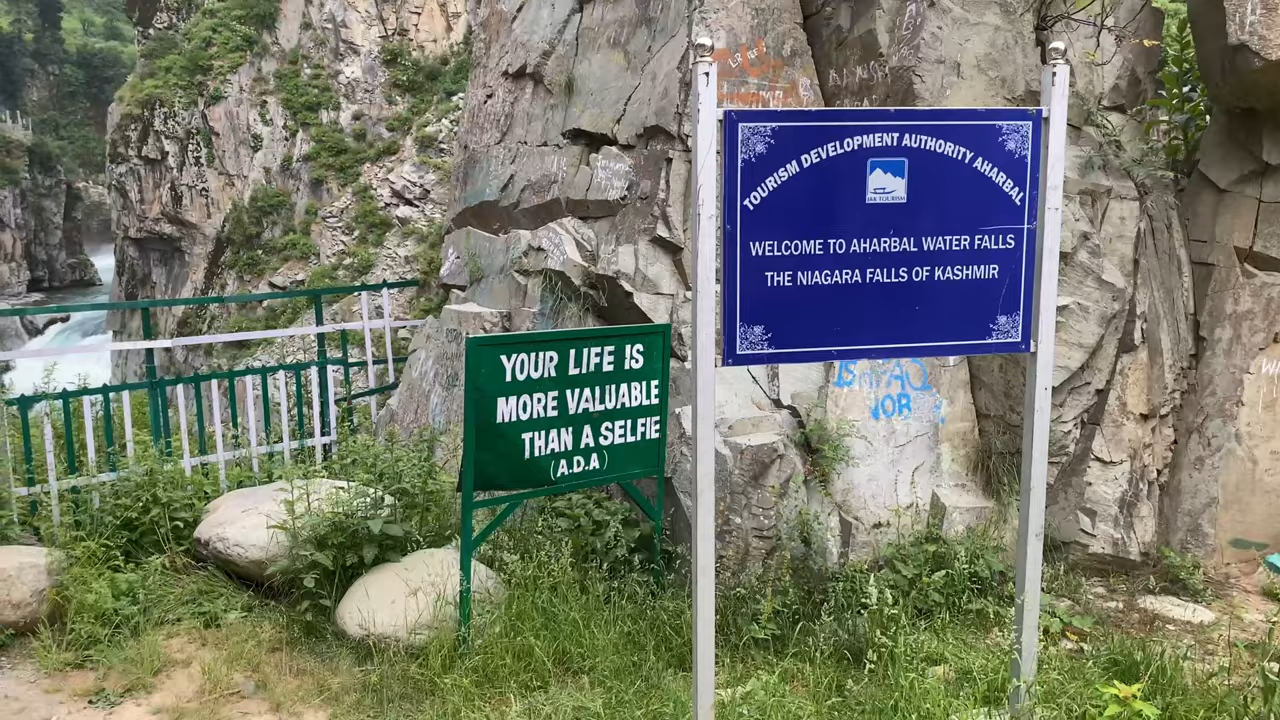 TOURISM DEVELOPMENT AUTHORITY AHARBAL
J&K TOURISM
WELCOME TO AHARBAL WATER FALLS
THE NIAGARA FALLS OF KASHMIR
YOUR LIFE IS
MORE VALUABLE
THAN A SELFIE
(A.D.A)